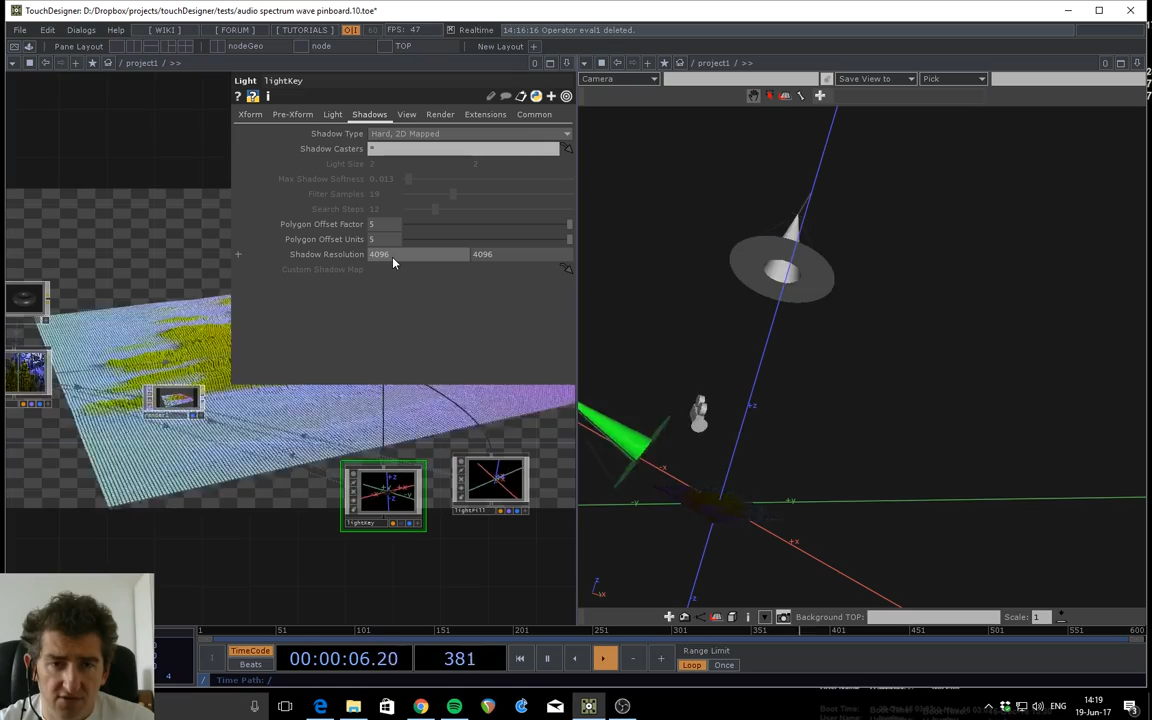 TouchDesigner: D:/Dropbox/projects/touchDesigner/tests/audio spectrum wave pinboard.10.toe*
File Edit Dialogs Help [ WIKI ] [ FORUM ] [ TUTORIALS ] O|I 60 FPS: 47 Realtime 14:16:16 Operator eval1 deleted.
Pane Layout nodeGeo node TOP New Layout +
/ project1 / >>
/ project1 / >>
Light lightKey
Camera Save View to Pick
? ? i
Xform Pre-Xform Light Shadows View Render Extensions Common
Shadow Type Hard, 2D Mapped
Shadow Casters *
Light Size 2 2
Max Shadow Softness 0.013
Filter Samples 19
Search Steps 12
Polygon Offset Factor 5
Polygon Offset Units 5
+ Shadow Resolution 4096 4096
Custom Shadow Map
+z
-x
-y
+y
+x
-z
render1
lightKey
lightFill
z
x
Background TOP: Scale: 1
1 51 101 151 201 251 301 351 401 451 501 551 600
TimeCode
Beats
00:00:06.20 381
Range Limit
Loop Once
4 / Time Path: /
ENG
14:19
19-Jun-17